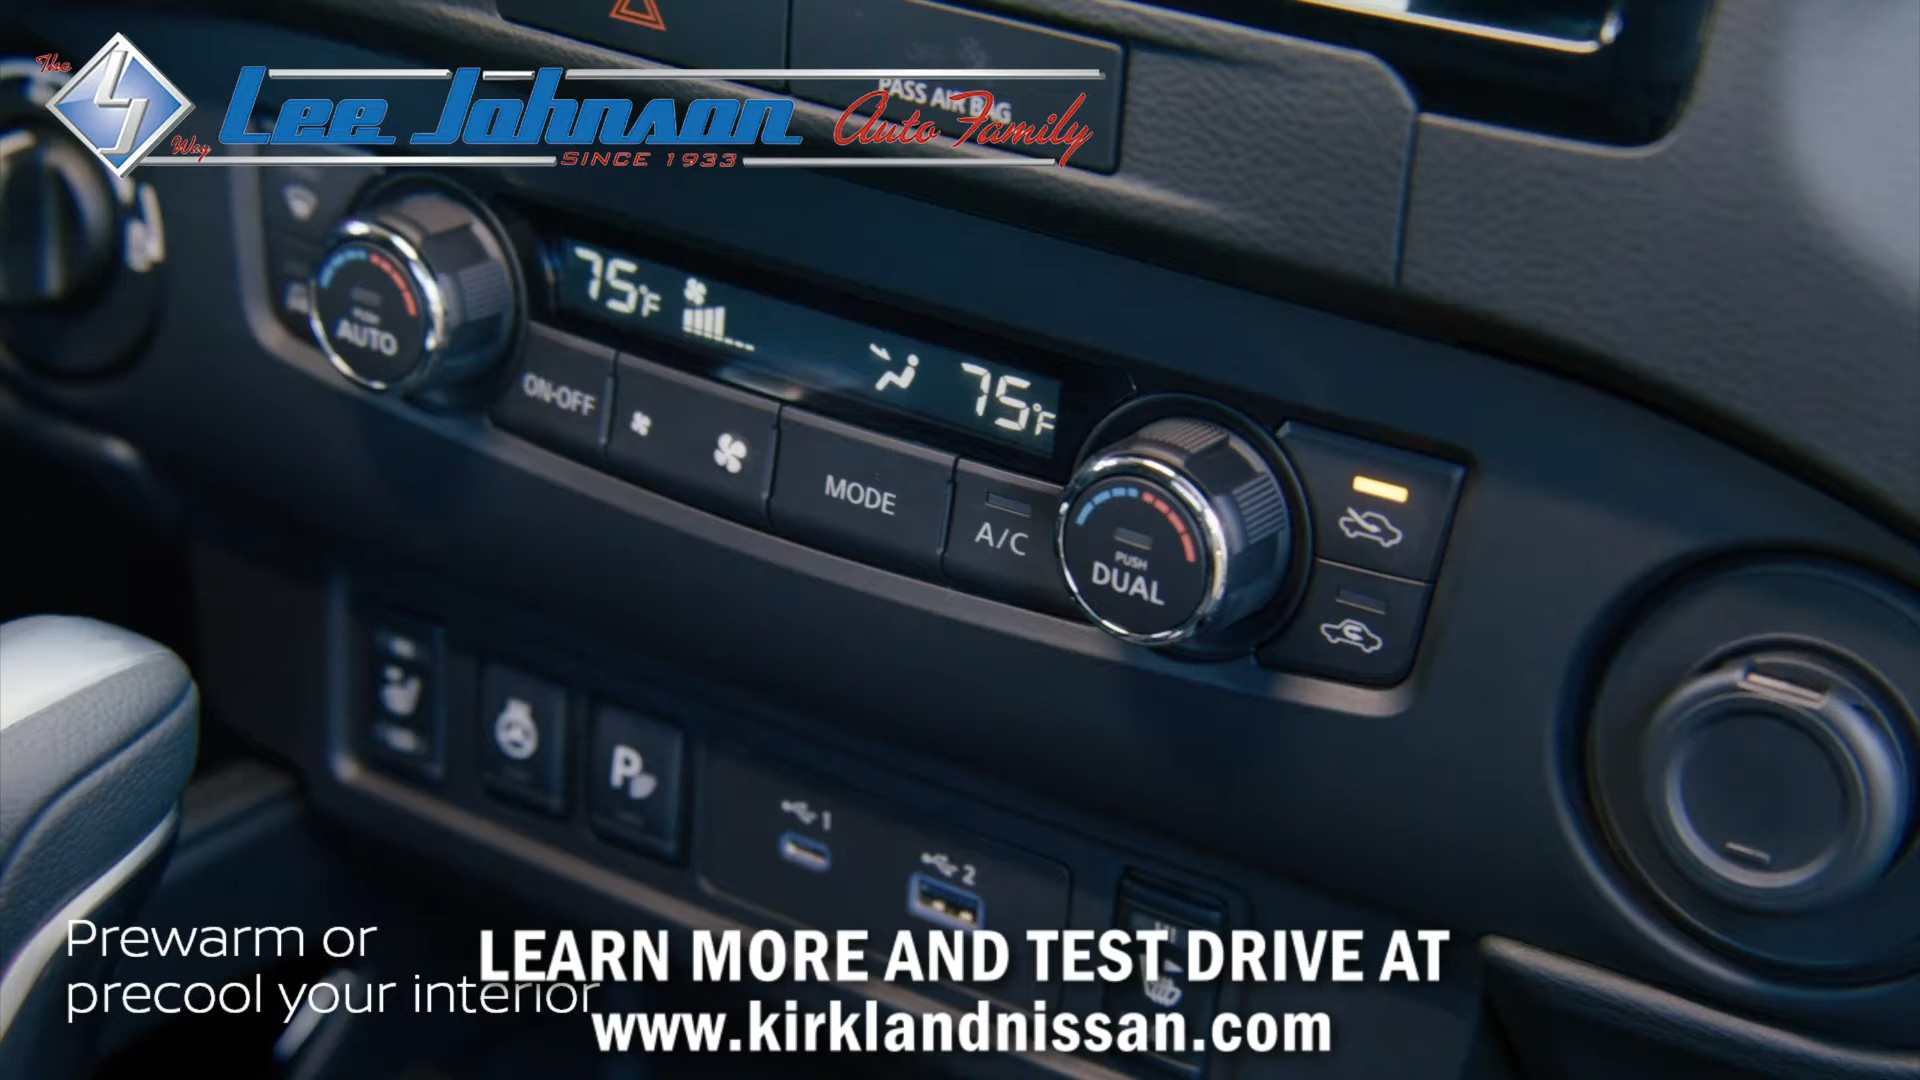 The
Way
Lee Johnson Auto Family
SINCE 1933
PASS AIR BAG
75°F
75°F
PUSH
AUTO
ON·OFF
MODE
A/C
PUSH
DUAL
P
1
2
Prewarm or
precool your interior
LEARN MORE AND TEST DRIVE AT
www.kirklandnissan.com